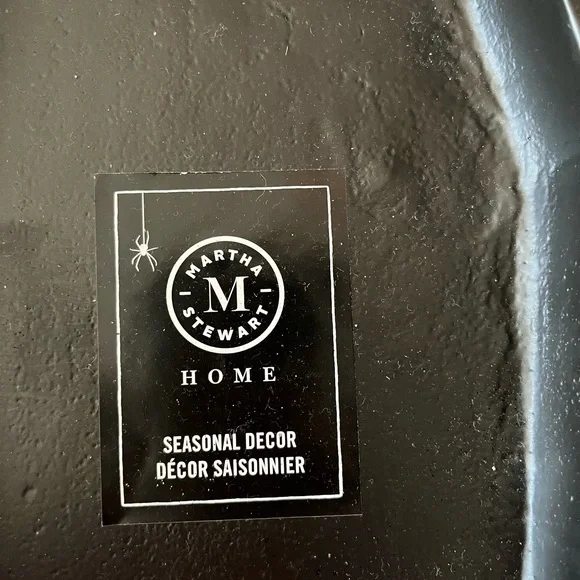 MARTHA
M
STEWART
HOME
SEASONAL DECOR
DÉCOR SAISONNIER